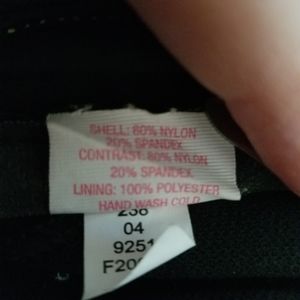 SHELL: 80% NYLON
20% SPANDEX
CONTRAST: 80% NYLON
20% SPANDEX
LINING: 100% POLYESTER
HAND WASH COLD
04
9251